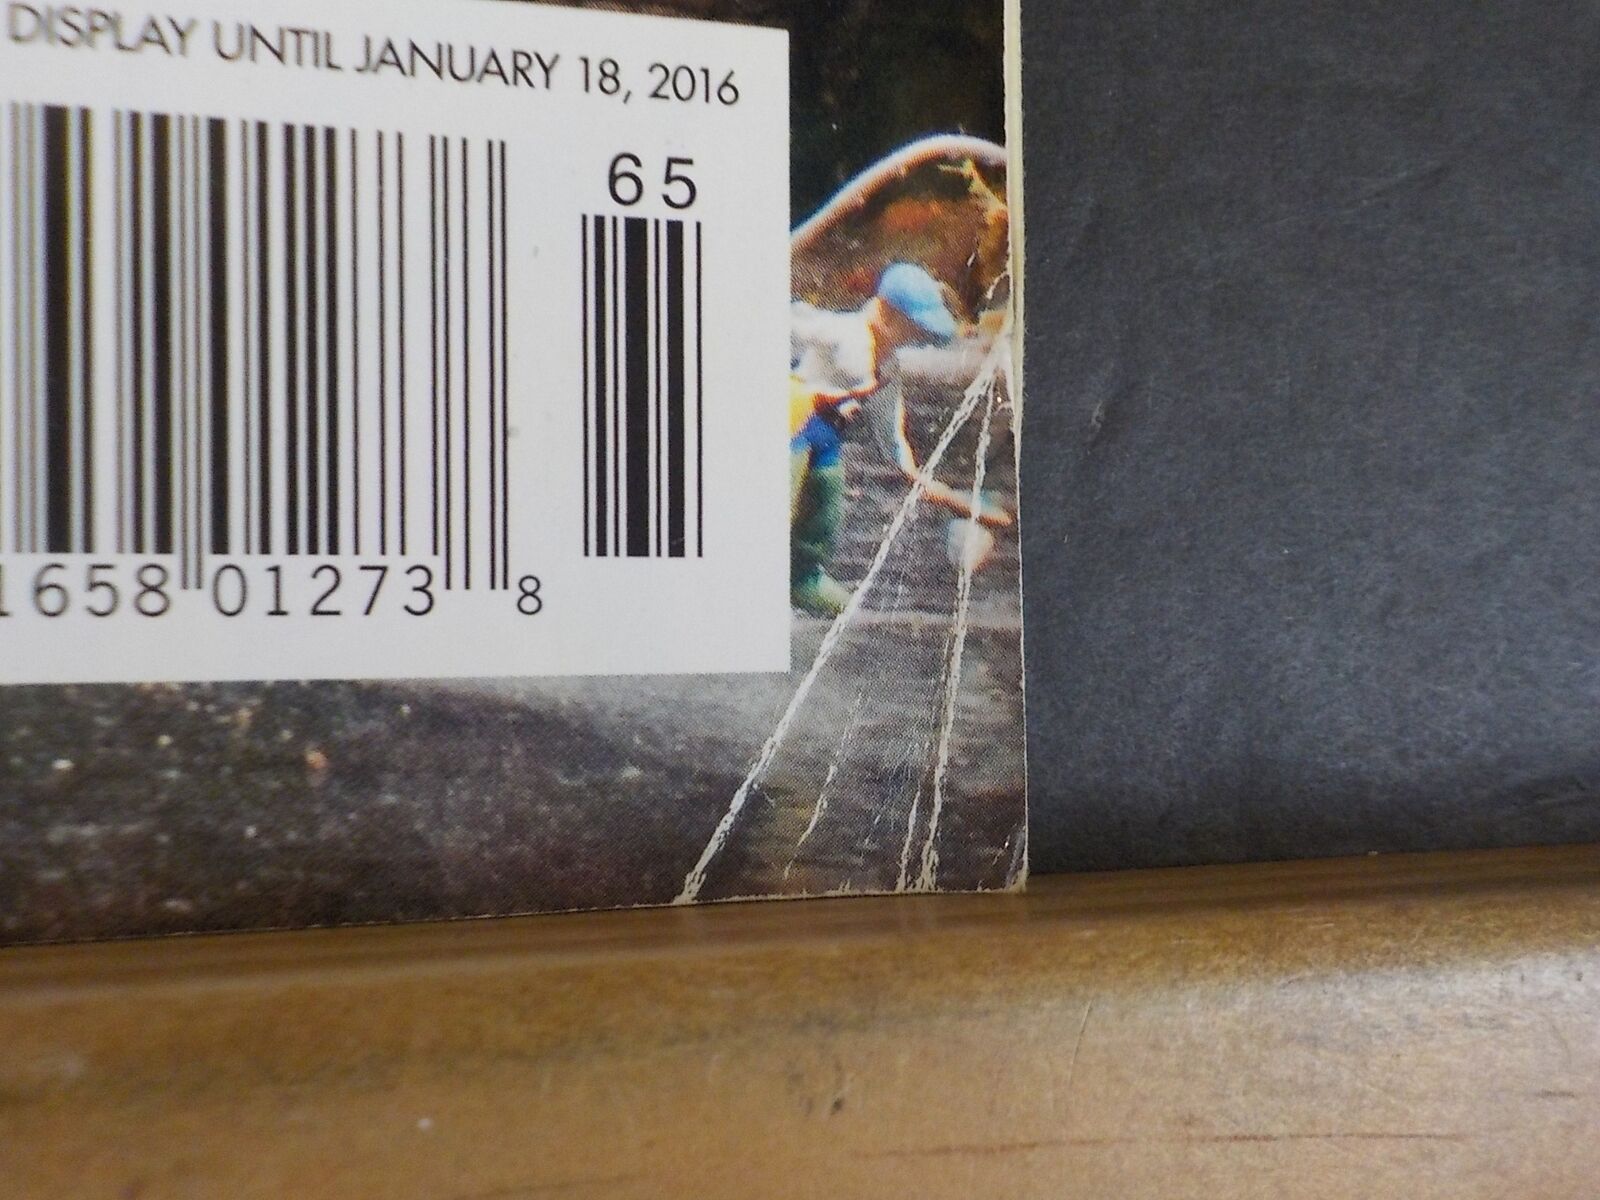 DISPLAY UNTIL JANUARY 18, 2016
65
1658 01273 8